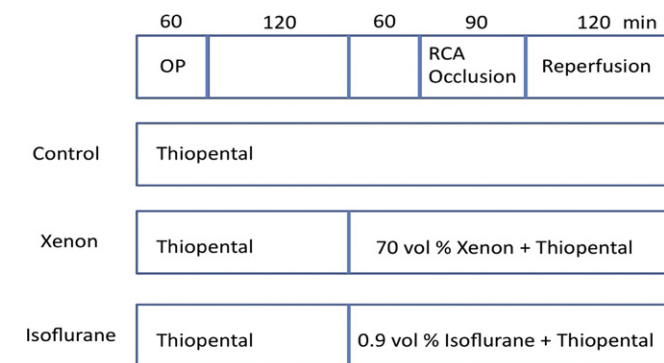 60 120 60 90 120 min
OP RCA Occlusion Reperfusion
Control Thiopental
Xenon Thiopental 70 vol % Xenon + Thiopental
Isoflurane Thiopental 0.9 vol % Isoflurane + Thiopental